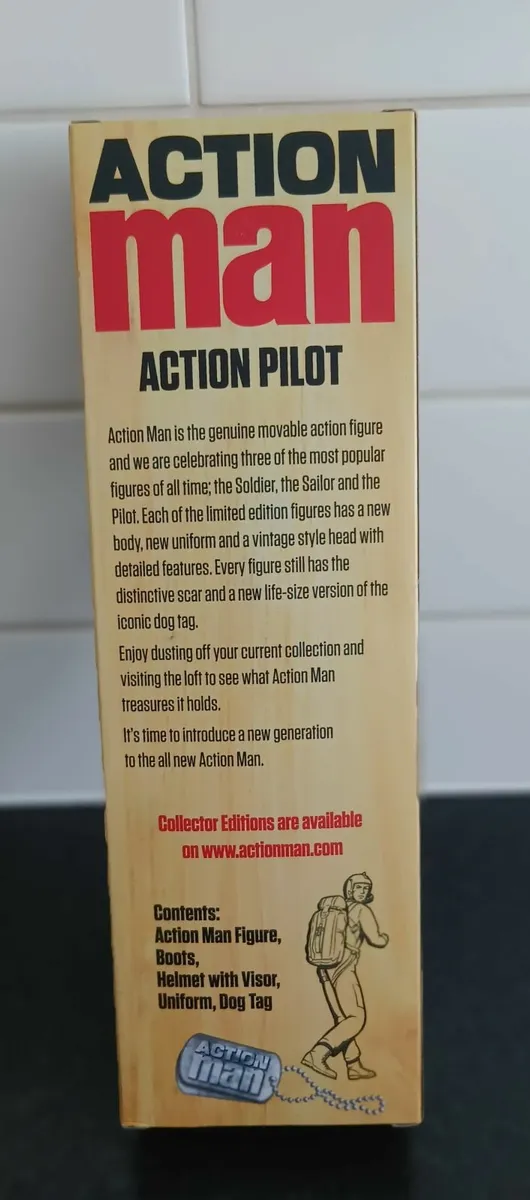 ACTION
man
ACTION PILOT
Action Man is the genuine movable action figure
and we are celebrating three of the most popular
figures of all time; the Soldier, the Sailor and the
Pilot. Each of the limited edition figures has a new
body, new uniform and a vintage style head with
detailed features. Every figure still has the
distinctive scar and a new life-size version of the
iconic dog tag.
Enjoy dusting off your current collection and
visiting the loft to see what Action Man
treasures it holds.
It's time to introduce a new generation
to the all new Action Man.
Collector Editions are available
on www.actionman.com
Contents:
Action Man Figure,
Boots,
Helmet with Visor,
Uniform, Dog Tag
ACTION
man